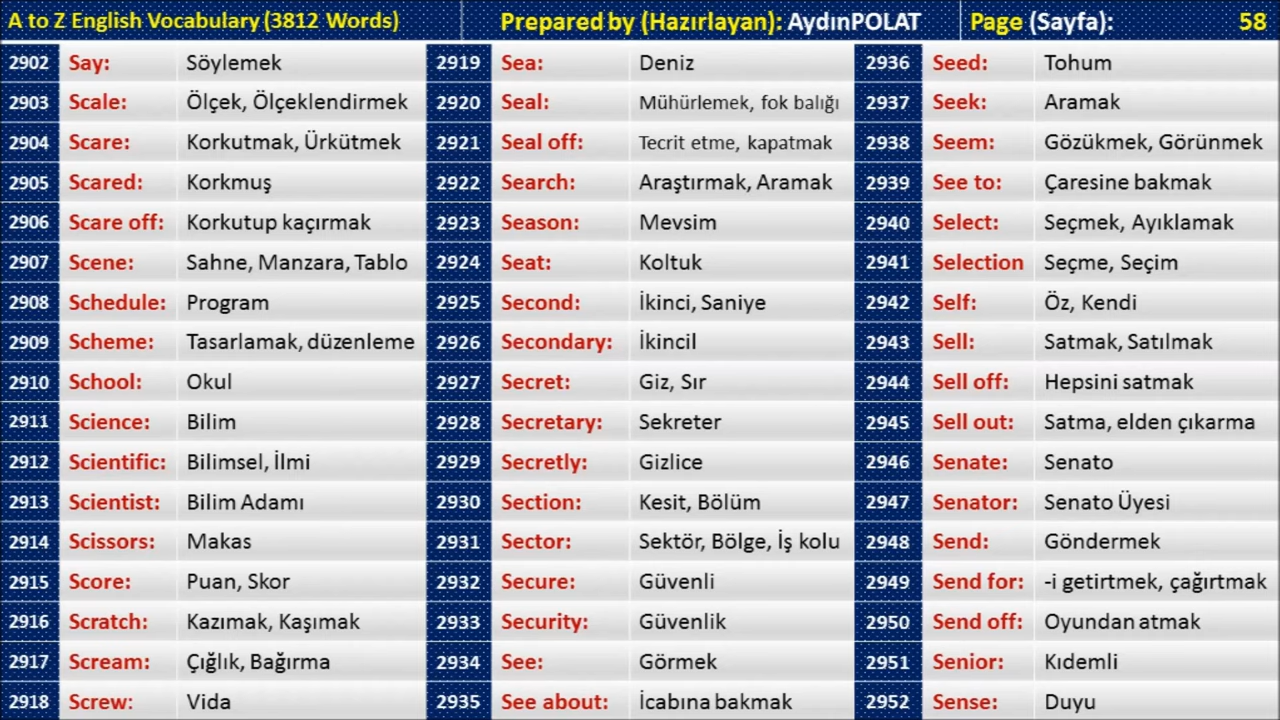 A to Z English Vocabulary (3812 Words) Prepared by (Hazırlayan): AydınPOLAT Page (Sayfa): 58
2902 Say: Söylemek
2903 Scale: Ölçek, Ölçeklendirmek
2904 Scare: Korkutmak, Ürkütmek
2905 Scared: Korkmuş
2906 Scare off: Korkutup kaçırmak
2907 Scene: Sahne, Manzara, Tablo
2908 Schedule: Program
2909 Scheme: Tasarlamak, düzenleme
2910 School: Okul
2911 Science: Bilim
2912 Scientific: Bilimsel, İlmi
2913 Scientist: Bilim Adamı
2914 Scissors: Makas
2915 Score: Puan, Skor
2916 Scratch: Kazımak, Kaşımak
2917 Scream: Çığlık, Bağırma
2918 Screw: Vida
2919 Sea: Deniz
2920 Seal: Mühürlemek, fok balığı
2921 Seal off: Tecrit etme, kapatmak
2922 Search: Araştırmak, Aramak
2923 Season: Mevsim
2924 Seat: Koltuk
2925 Second: İkinci, Saniye
2926 Secondary: İkincil
2927 Secret: Giz, Sır
2928 Secretary: Sekreter
2929 Secretly: Gizlice
2930 Section: Kesit, Bölüm
2931 Sector: Sektör, Bölge, İş kolu
2932 Secure: Güvenli
2933 Security: Güvenlik
2934 See: Görmek
2935 See about: İcabına bakmak
2936 Seed: Tohum
2937 Seek: Aramak
2938 Seem: Gözükmek, Görünmek
2939 See to: Çaresine bakmak
2940 Select: Seçmek, Ayıklamak
2941 Selection Seçme, Seçim
2942 Self: Öz, Kendi
2943 Sell: Satmak, Satılmak
2944 Sell off: Hepsini satmak
2945 Sell out: Satma, elden çıkarma
2946 Senate: Senato
2947 Senator: Senato Üyesi
2948 Send: Göndermek
2949 Send for: -i getirtmek, çağırtmak
2950 Send off: Oyundan atmak
2951 Senior: Kıdemli
2952 Sense: Duyu